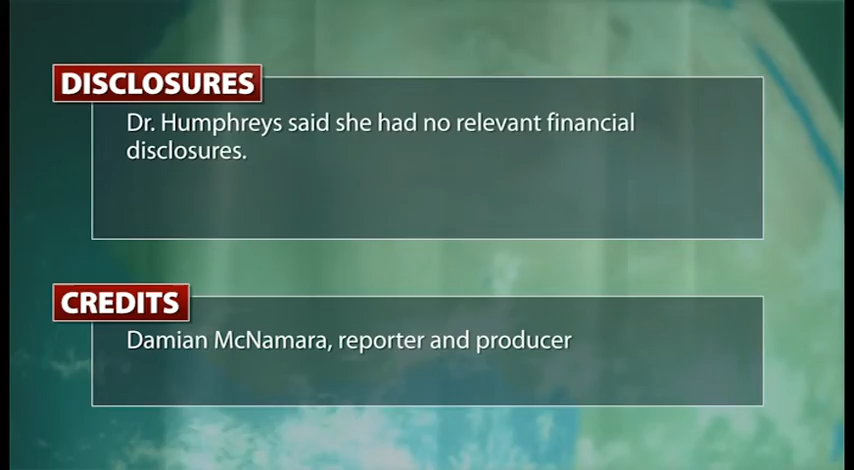 DISCLOSURES
Dr. Humphreys said she had no relevant financial
disclosures.
CREDITS
Damian McNamara, reporter and producer